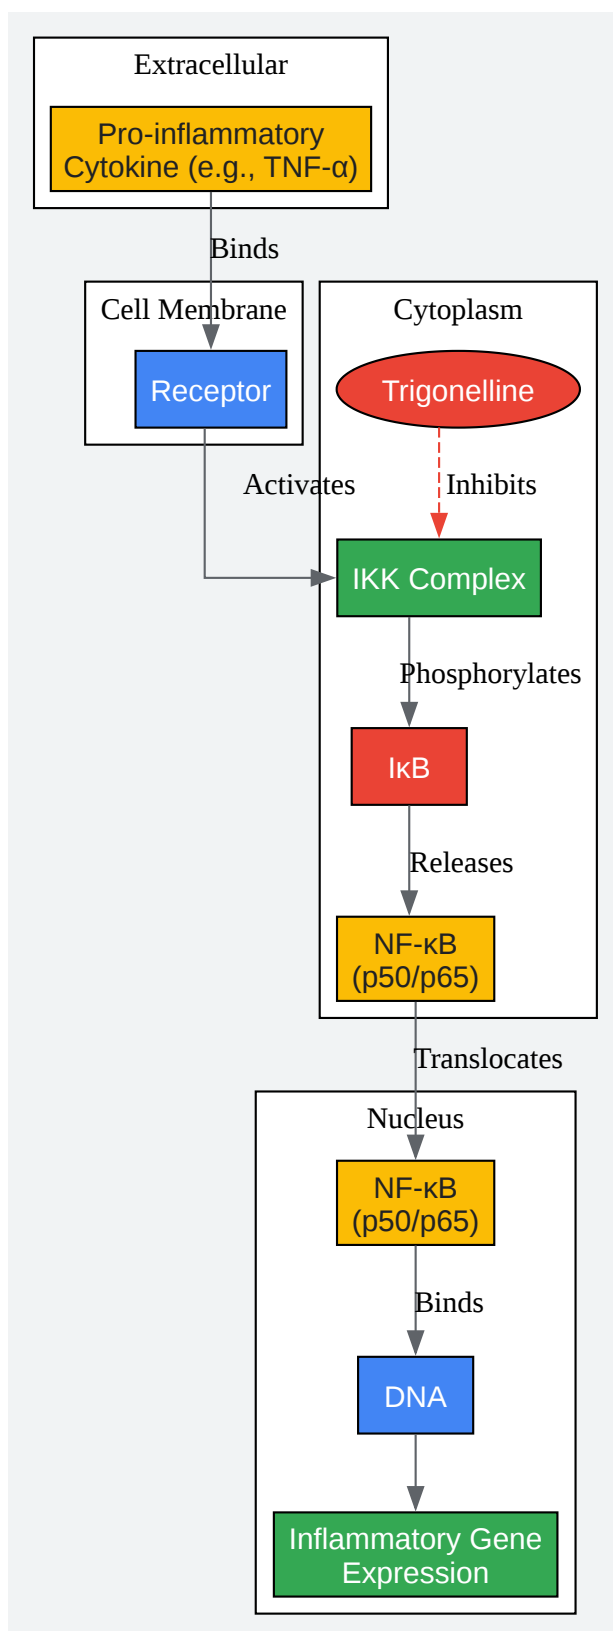 Extracellular
Pro-inflammatory
Cytokine (e.g., TNF-α)
Binds
Cell Membrane
Receptor
Cytoplasm
Trigonelline
Activates
Inhibits
IKK Complex
Phosphorylates
IκB
Releases
NF-κB
(p50/p65)
Translocates
Nucleus
NF-κB
(p50/p65)
Binds
DNA
Inflammatory Gene
Expression